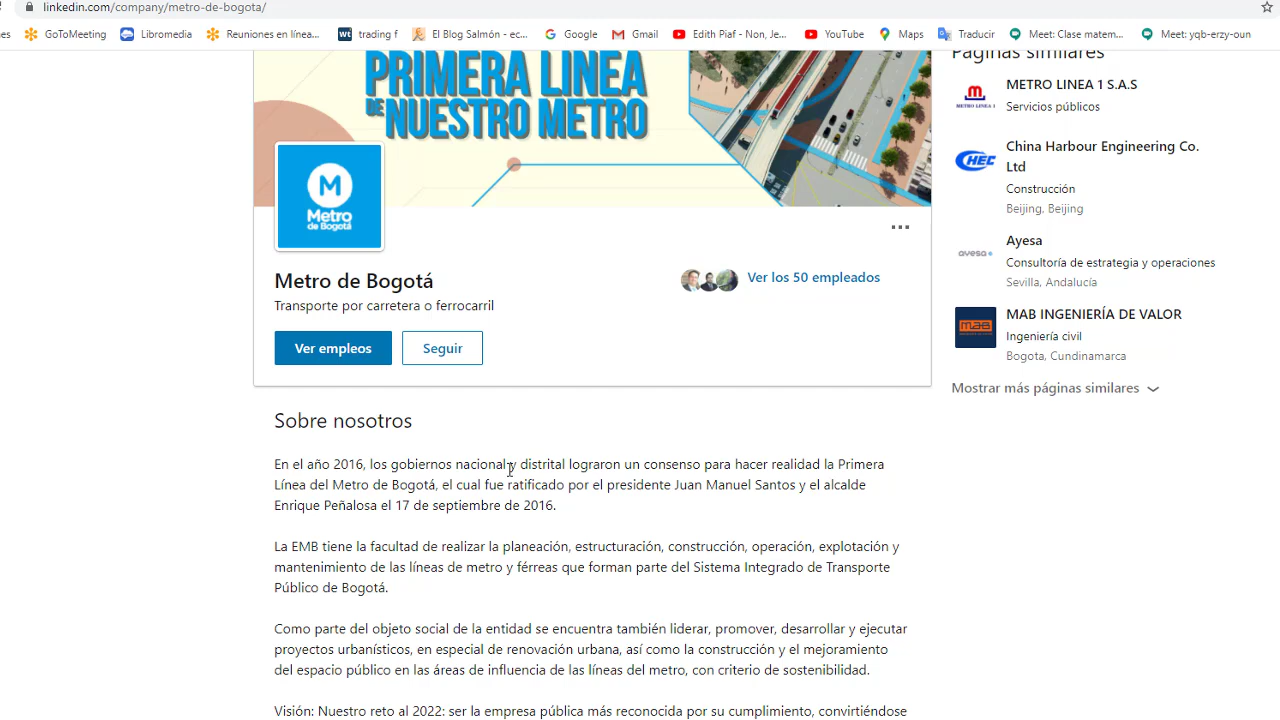 linkedin.com/company/metro-de-bogota/
nes
GoToMeeting
Libromedia
Reuniones en línea...
wt trading f
El Blog Salmón - ec...
Google
Gmail
Edith Piaf - Non, Je,...
YouTube
Maps
Traducir
Meet: Clase matem...
Meet: yqb-erzy-oun
PRIMERA LÍNEA
DE NUESTRO METRO
M
Metro
de Bogotá
Metro de Bogotá
Transporte por carretera o ferrocarril
Ver los 50 empleados
Ver empleos
Seguir
Sobre nosotros
En el año 2016, los gobiernos nacional y distrital lograron un consenso para hacer realidad la Primera
Línea del Metro de Bogotá, el cual fue ratificado por el presidente Juan Manuel Santos y el alcalde
Enrique Peñalosa el 17 de septiembre de 2016.
La EMB tiene la facultad de realizar la planeación, estructuración, construcción, operación, explotación y
mantenimiento de las líneas de metro y férreas que forman parte del Sistema Integrado de Transporte
Público de Bogotá.
Como parte del objeto social de la entidad se encuentra también liderar, promover, desarrollar y ejecutar
proyectos urbanísticos, en especial de renovación urbana, así como la construcción y el mejoramiento
del espacio público en las áreas de influencia de las líneas del metro, con criterio de sostenibilidad.
Visión: Nuestro reto al 2022: ser la empresa pública más reconocida por su cumplimiento, convirtiéndose
Páginas similares
METRO LINEA 1
METRO LINEA 1 S.A.S
Servicios públicos
CHEC
China Harbour Engineering Co.
Ltd
Construcción
Beijing, Beijing
ayesa
Ayesa
Consultoría de estrategia y operaciones
Sevilla, Andalucía
MAB
MAB INGENIERÍA DE VALOR
Ingeniería civil
Bogota, Cundinamarca
Mostrar más páginas similares